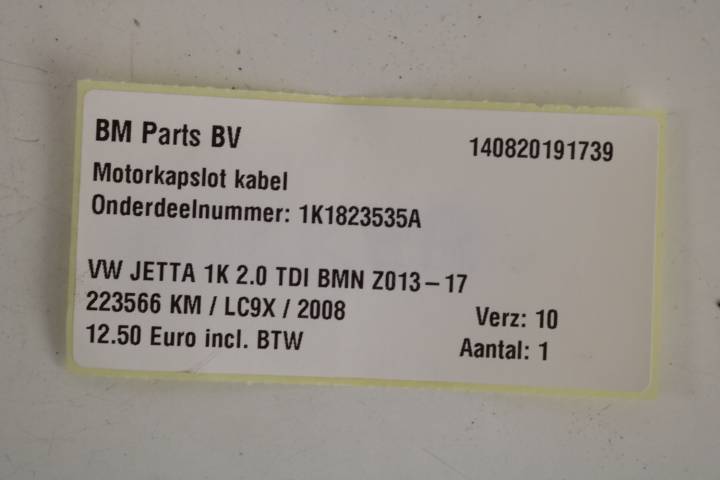 BM Parts BV 140820191739
Motorkapslot kabel
Onderdeelnummer: 1K1823535A
VW JETTA 1K 2.0 TDI BMN Z013-17
223566 KM / LC9X / 2008 Verz: 10
12.50 Euro incl. BTW Aantal: 1